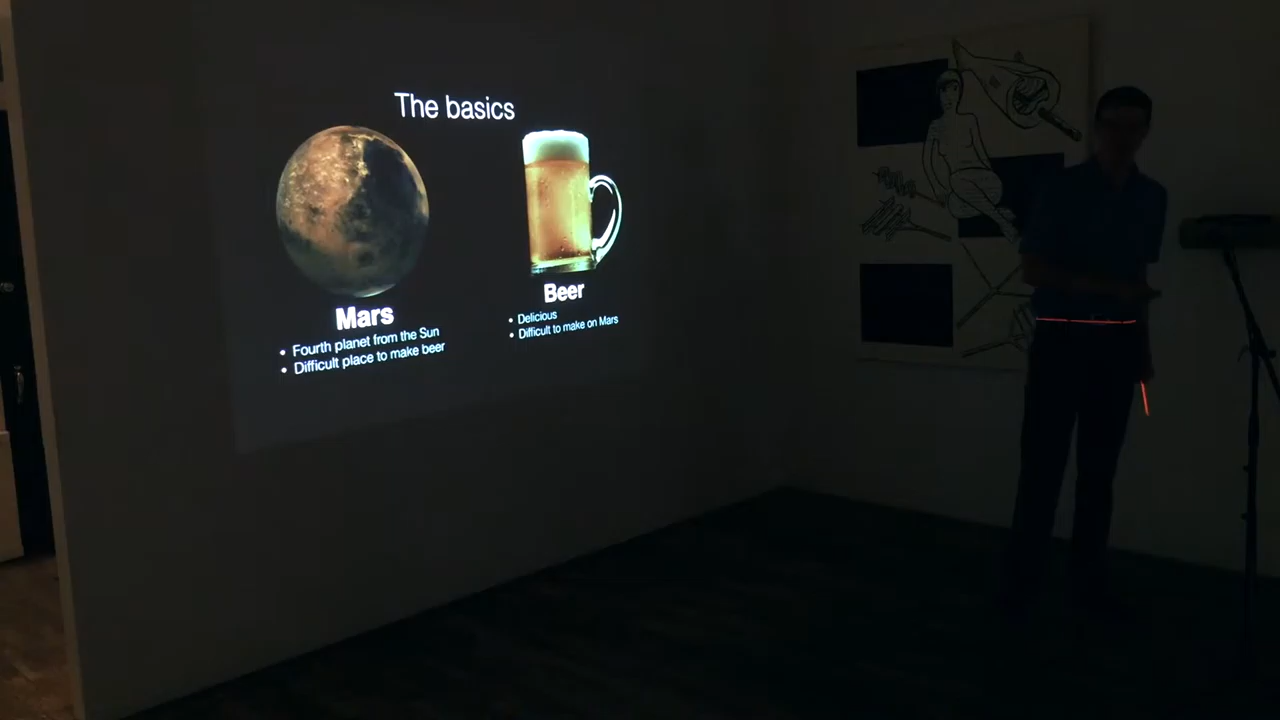 The basics
Mars
• Fourth planet from the Sun
• Difficult place to make beer
Beer
• Delicious
• Difficult to make on Mars